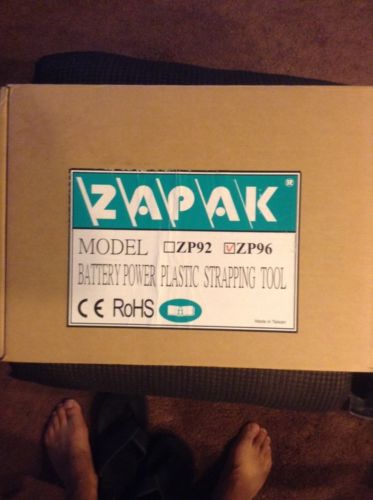 ZAPAK®
MODEL ☐ZP92 ☑ZP96
BATTERY POWER PLASTIC STRAPPING TOOL
CE RoHS
Made in Taiwan